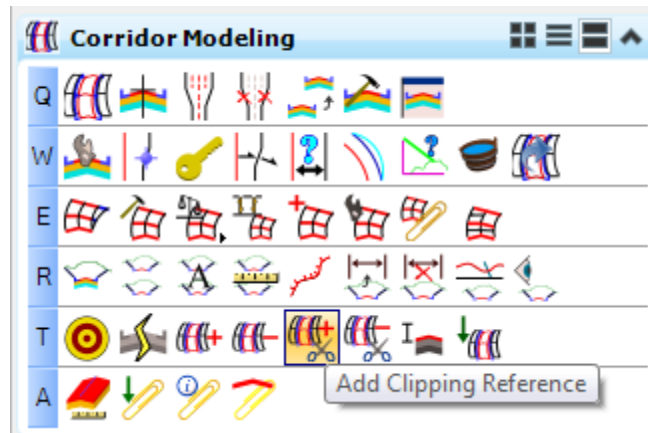 Corridor Modeling
Q
W
E
R
A
T
Add Clipping Reference
A